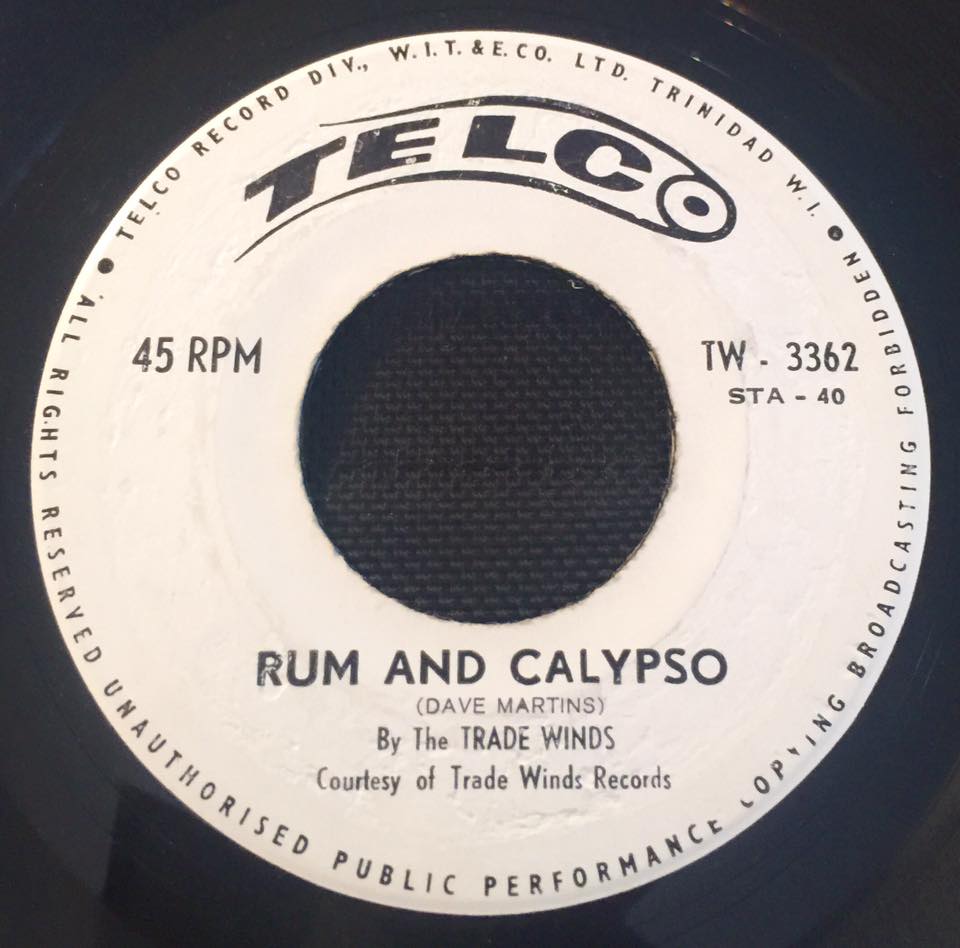 TELCO RECORD DIV., W.I.T. & E. CO. LTD. TRINIDAD W.I.
TELCO
45 RPM
TW - 3362
STA - 40
RUM AND CALYPSO
(DAVE MARTINS)
By The TRADE WINDS
Courtesy of Trade Winds Records
ALL RIGHTS RESERVED UNAUTHORISED PUBLIC PERFORMANCE COPYING BROADCASTING FORBIDDEN